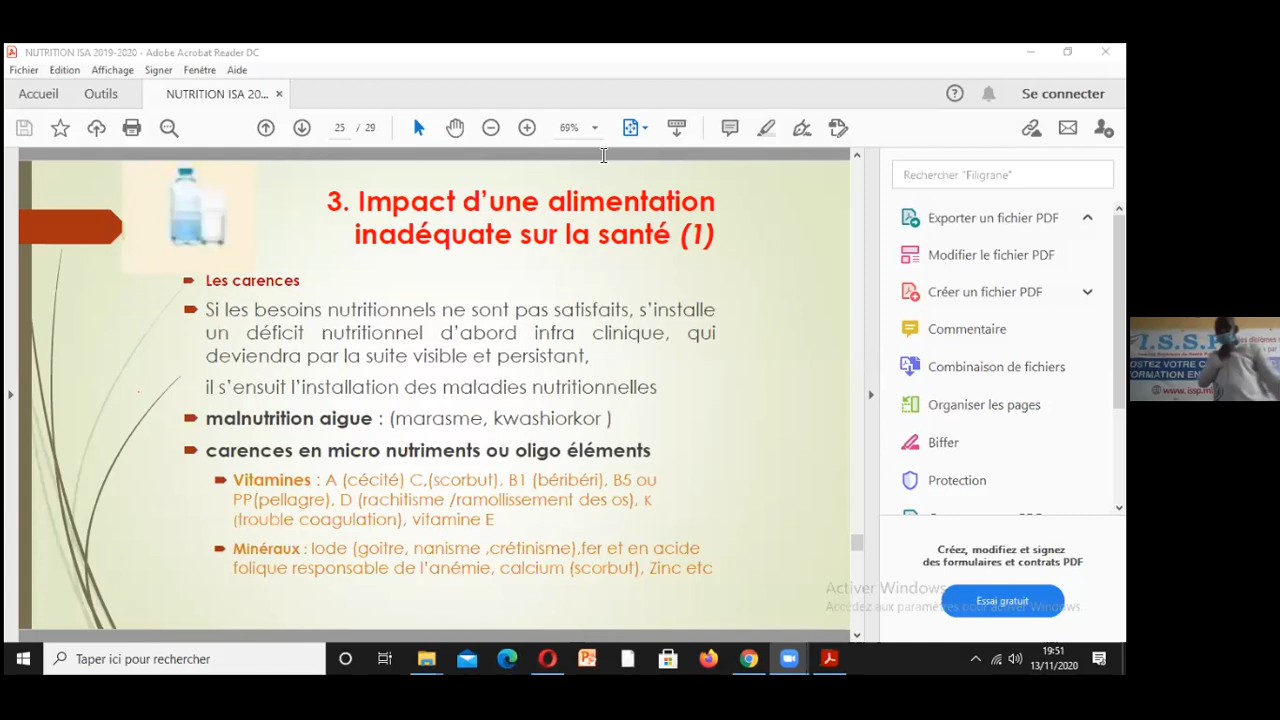 NUTRITION ISA 2019-2020 - Adobe Acrobat Reader DC
Fichier Edition Affichage Signer Fenêtre Aide
Accueil Outils NUTRITION ISA 20... × Se connecter
25 / 29 69%
3. Impact d’une alimentation
inadéquate sur la santé (1)
Les carences
Si les besoins nutritionnels ne sont pas satisfaits, s’installe
un déficit nutritionnel d’abord infra clinique, qui
deviendra par la suite visible et persistant,
il s’ensuit l’installation des maladies nutritionnelles
malnutrition aigue : (marasme, kwashiorkor )
carences en micro nutriments ou oligo éléments
Vitamines : A (cécité) C,(scorbut), B1 (béribéri), B5 ou
PP(pellagre), D (rachitisme /ramollissement des os), K
(trouble coagulation), vitamine E
Minéraux : Iode (goître, nanisme ,crétinisme),fer et en acide
folique responsable de l’anémie, calcium (scorbut), Zinc etc
Rechercher "Filigrane"
Exporter un fichier PDF
Modifier le fichier PDF
Créer un fichier PDF
Commentaire
Combinaison de fichiers
Organiser les pages
Biffer
Protection
Créez, modifiez et signez
des formulaires et contrats PDF
Essai gratuit
Activer Windows
Accédez aux paramètres pour activer Windows
I.S.S.P
www.issp.m
Taper ici pour rechercher
19:51
13/11/2020